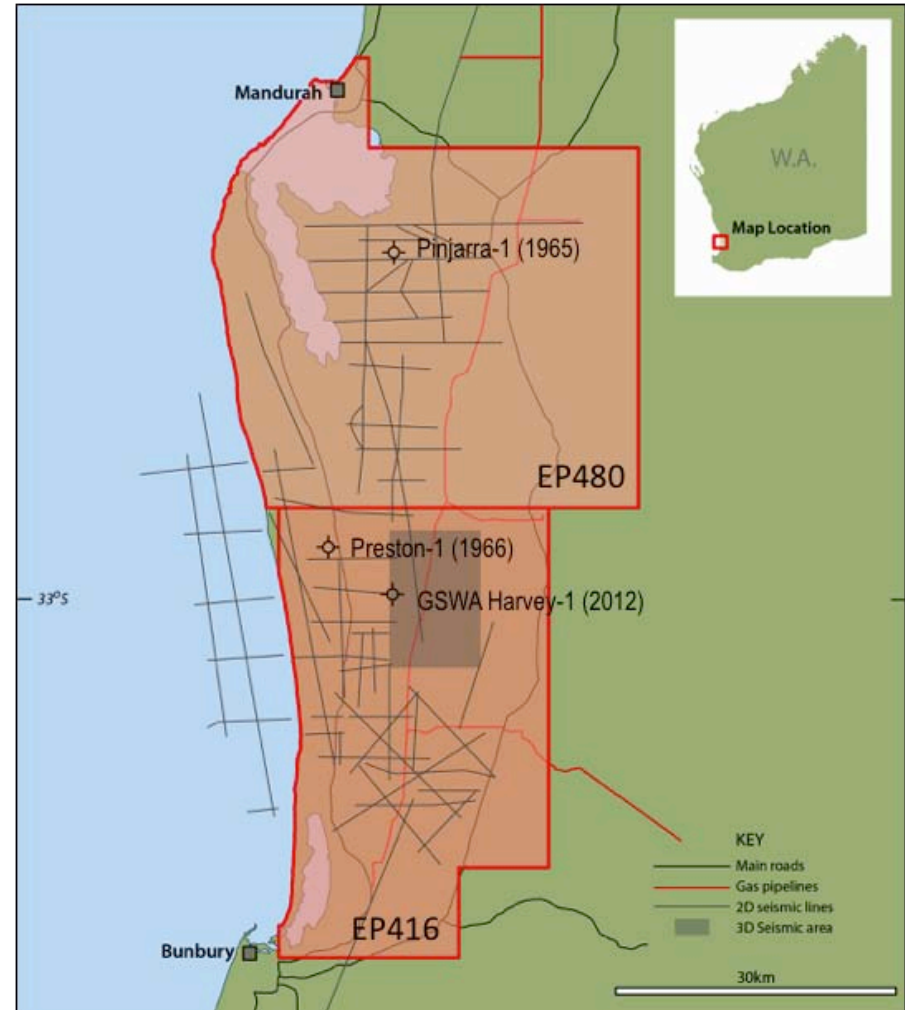 Mandurah
W.A.
Map Location
Pinjarra-1 (1965)
EP480
Preston-1 (1966)
33°S
GSWA Harvey-1 (2012)
KEY
Main roads
Gas pipelines
2D seismic lines
3D Seismic area
EP416
Bunbury
30km